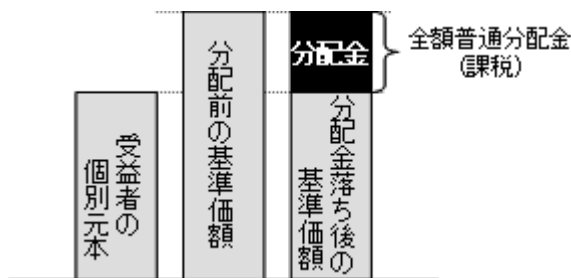 受益者の
個別元本
分配前の基準価額
分配金
分配金落ち後の
基準価額
全額普通分配金
(課税)